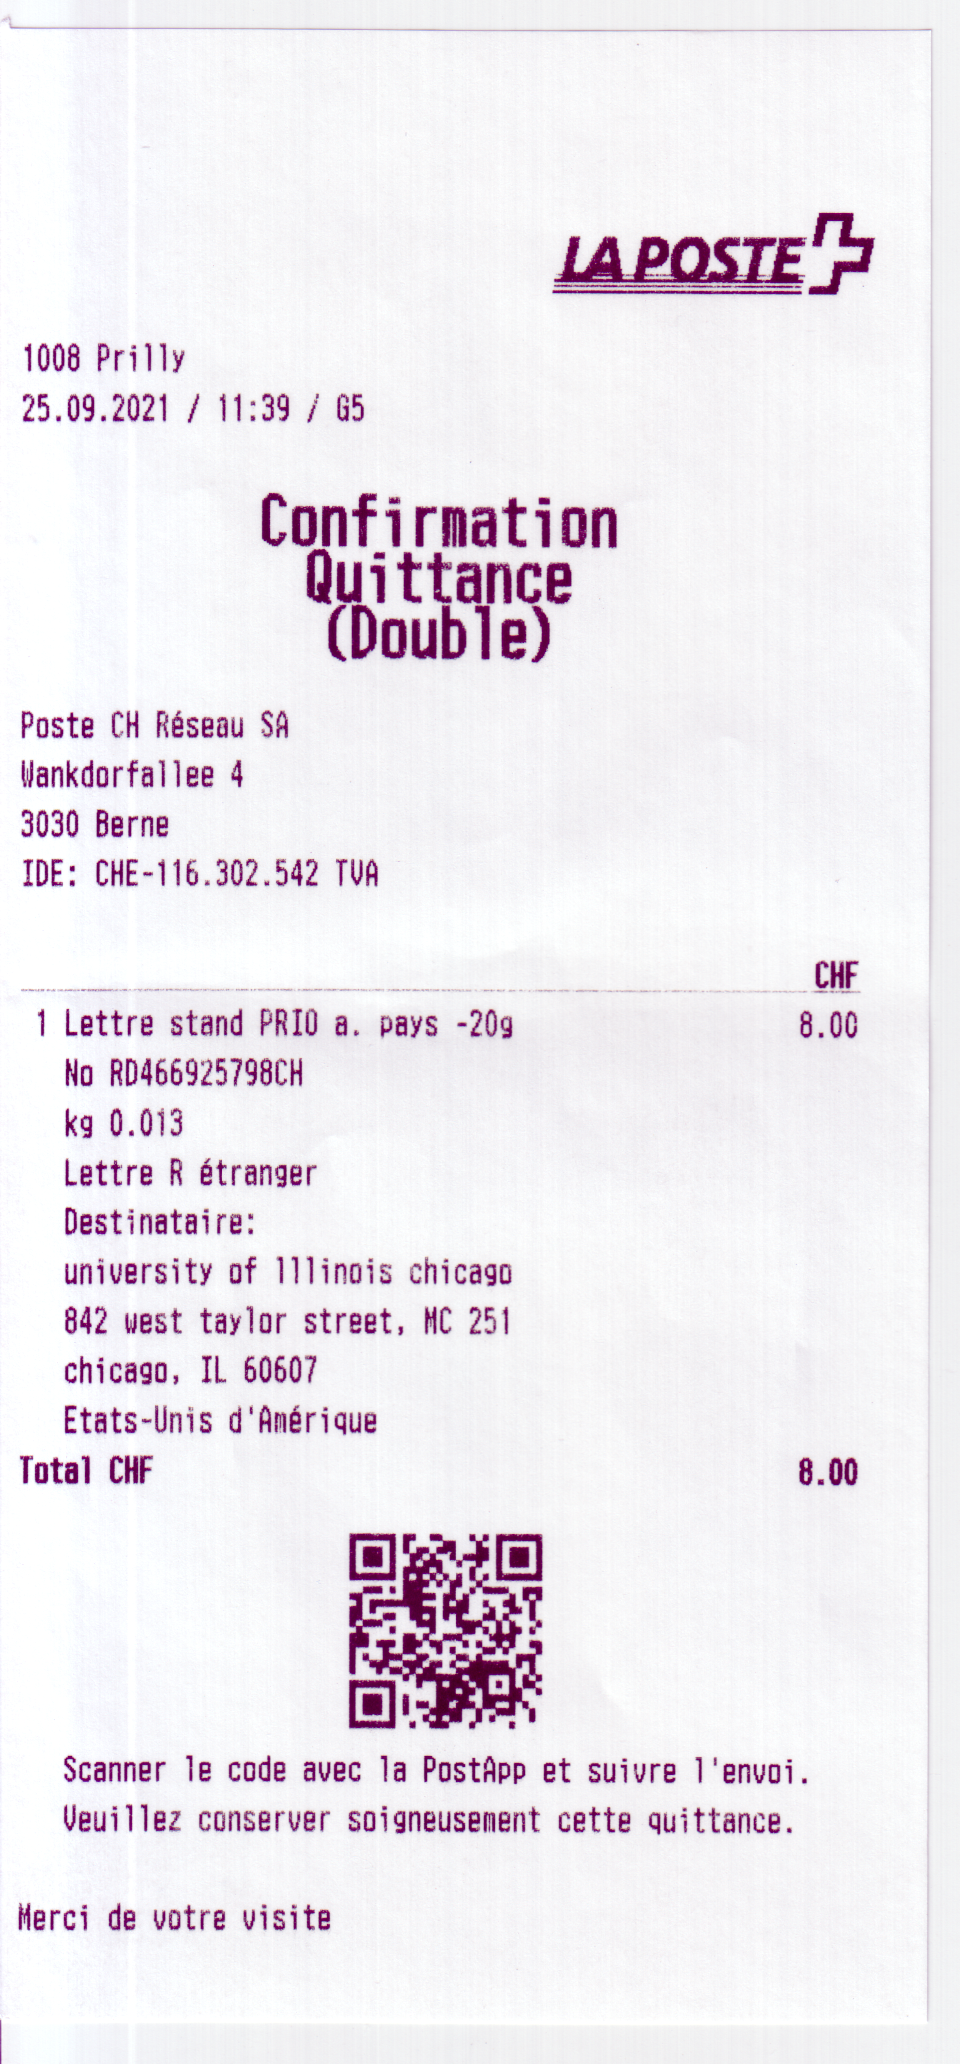 LA POSTE
1008 Prilly
25.09.2021 / 11:39 / G5
Confirmation
Quittance
(Double)
Poste CH Réseau SA
Wankdorfallee 4
3030 Berne
IDE: CHE-116.302.542 TVA
CHF
1 Lettre stand PRIO a. pays -20g 8.00
No RD466925798CH
kg 0.013
Lettre R étranger
Destinataire:
university of lllinois chicago
842 west taylor street, MC 251
chicago, IL 60607
Etats-Unis d'Amérique
Total CHF 8.00
Scanner le code avec la PostApp et suivre l'envoi.
Veuillez conserver soigneusement cette quittance.
Merci de votre visite